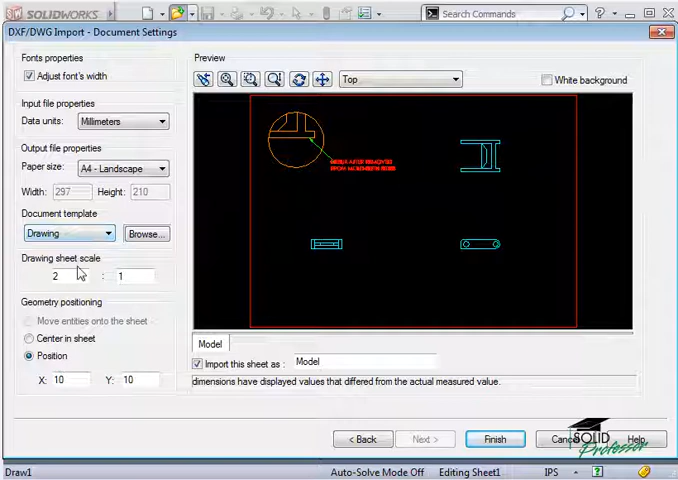 SOLIDWORKS
Search Commands
DXF/DWG Import - Document Settings
Fonts properties
Adjust font's width
Input file properties
Data units: Millimeters
Output file properties
Paper size: A4 - Landscape
Width: 297 Height: 210
Document template
Drawing Browse...
Drawing sheet scale
2 : 1
Geometry positioning
Move entities onto the sheet
Center in sheet
Position
X: 10 Y: 10
Preview
Top White background
Model
Import this sheet as : Model
dimensions have displayed values that differed from the actual measured value.
< Back Next > Finish Help
SOLID
Professor
Draw1 Auto-Solve Mode Off Editing Sheet1 IPS